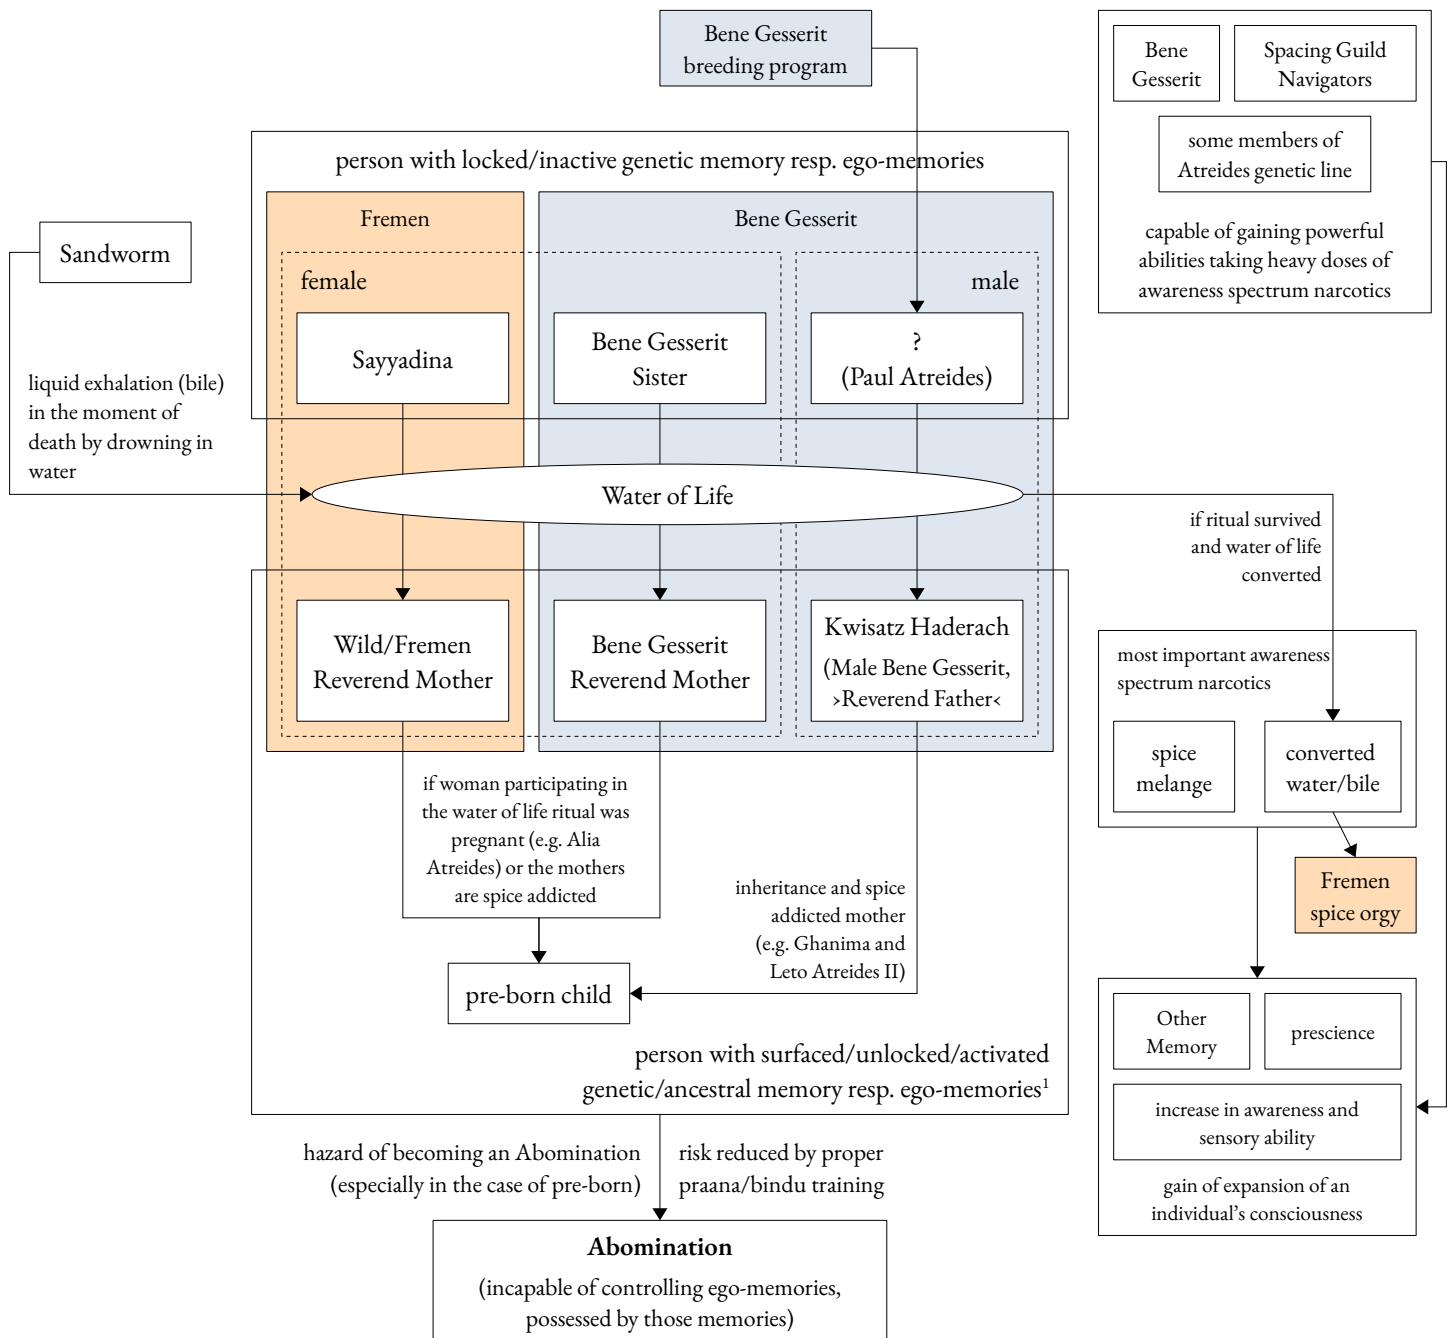 Bene Gesserit
breeding program
Bene
Gesserit
Spacing Guild
Navigators
some members of
Atreides genetic line
capable of gaining powerful
abilities taking heavy doses of
awareness spectrum narcotics
person with locked/inactive genetic memory resp. ego-memories
Fremen
Bene Gesserit
Sandworm
female
male
Sayyadina
Bene Gesserit
Sister
?
(Paul Atreides)
liquid exhalation (bile)
in the moment of
death by drowning in
water
Water of Life
if ritual survived
and water of life
converted
Wild/Fremen
Reverend Mother
Bene Gesserit
Reverend Mother
Kwisatz Haderach
(Male Bene Gesserit,
›Reverend Father‹
most important awareness
spectrum narcotics
spice
melange
converted
water/bile
Fremen
spice orgy
if woman participating in
the water of life ritual was
pregnant (e.g. Alia
Atreides) or the mothers
are spice addicted
inheritance and spice
addicted mother
(e.g. Ghanima and
Leto Atreides II)
pre-born child
person with surfaced/unlocked/activated
genetic/ancestral memory resp. ego-memories¹
Other
Memory
prescience
increase in awareness and
sensory ability
gain of expansion of an
individual’s consciousness
hazard of becoming an Abomination
(especially in the case of pre-born)
risk reduced by proper
praana/bindu training
Abomination
(incapable of controlling ego-memories,
possessed by those memories)